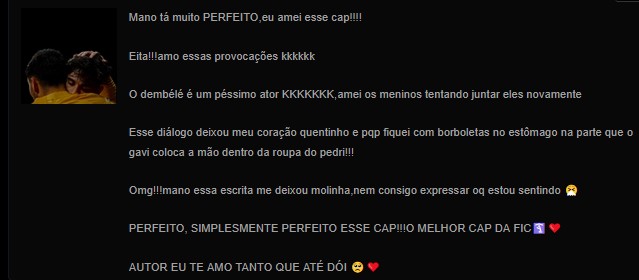 Mano tá muito PERFEITO,eu amei esse cap!!!!
Eita!!!amo essas provocações kkkkkk
O dembélé é um péssimo ator KKKKKKK,amei os meninos tentando juntar eles novamente
Esse diálogo deixou meu coração quentinho e pqp fiquei com borboletas no estômago na parte que o
gavi coloca a mão dentro da roupa do pedri!!!
Omg!!!mano essa escrita me deixou molinha,nem consigo expressar oq estou sentindo 🤧
PERFEITO, SIMPLESMENTE PERFEITO ESSE CAP!!!O MELHOR CAP DA FIC🛐❤️
AUTOR EU TE AMO TANTO QUE ATÉ DÓI 🥺❤️